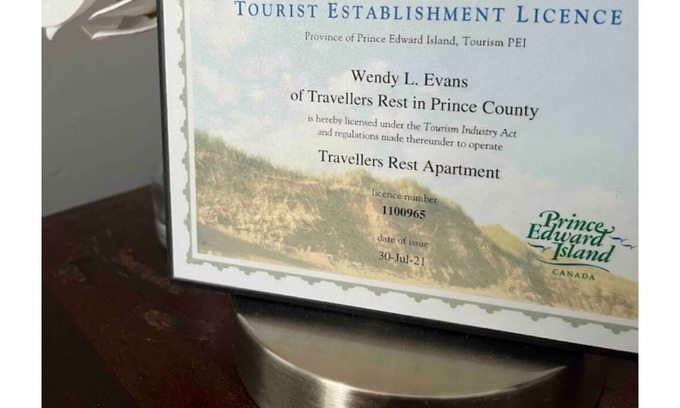 TOURIST ESTABLISHMENT LICENCE
Province of Prince Edward Island, Tourism PEI
Wendy L. Evans
of Travellers Rest in Prince County
is hereby licensed under the Tourism Industry Act
and regulations made thereunder to operate
Travellers Rest Apartment
licence number
1100965
date of issue
30-Jul-21
Prince
Edward
Island
CANADA